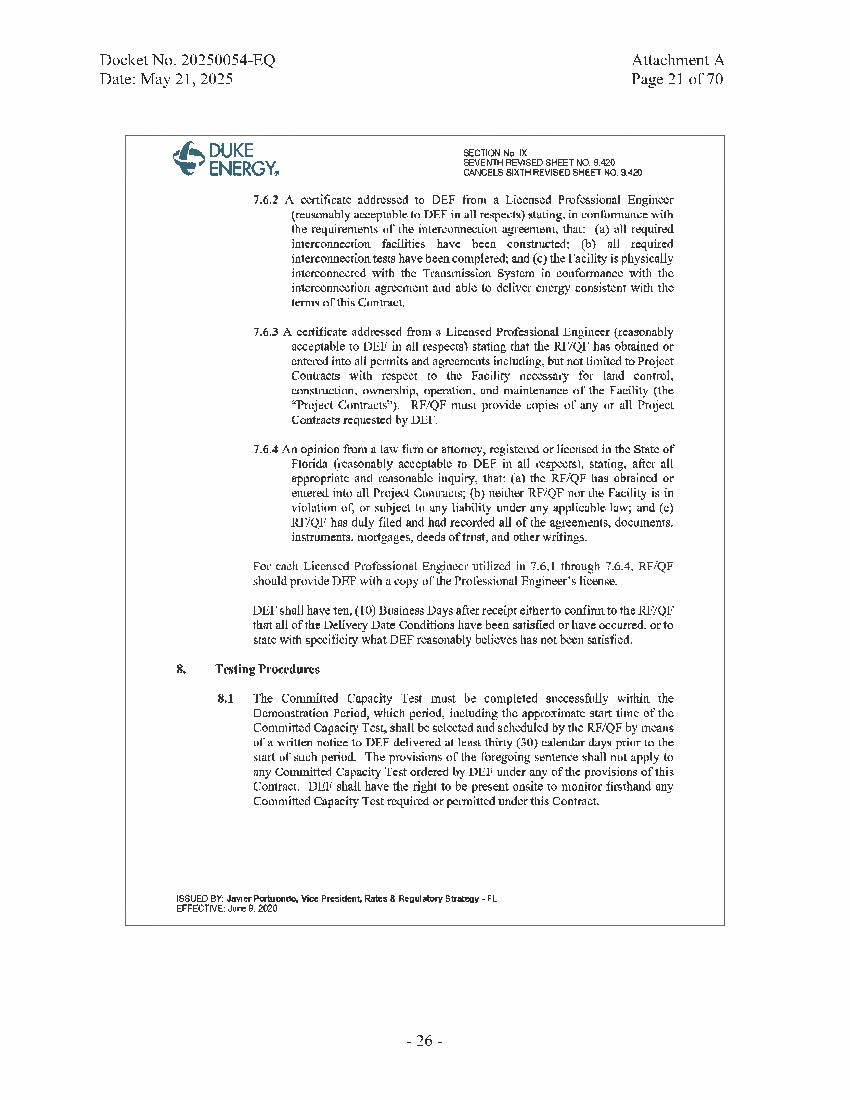 Docket No. 20250054-EQ
Date: May 21, 2025
Attachment A
Page 21 of 70
DUKE
ENERGY®
SECTION No. IX
SEVENTH REVISED SHEET NO. 9.420
CANCELS SIXTH REVISED SHEET NO. 9.420
7.6.2 A certificate addressed to DEF from a Licensed Professional Engineer
(reasonably acceptable to DEF in all respects) stating, in conformance with
the requirements of the interconnection agreement, that: (a) all required
interconnection facilities have been constructed; (b) all required
interconnection tests have been completed; and (c) the Facility is physically
interconnected with the Transmission System in conformance with the
interconnection agreement and able to deliver energy consistent with the
terms of this Contract.
7.6.3 A certificate addressed from a Licensed Professional Engineer (reasonably
acceptable to DEF in all respects) stating that the RF/QF has obtained or
entered into all permits and agreements including, but not limited to Project
Contracts with respect to the Facility necessary for land control,
construction, ownership, operation, and maintenance of the Facility (the
“Project Contracts”). RF/QF must provide copies of any or all Project
Contracts requested by DEF.
7.6.4 An opinion from a law firm or attorney, registered or licensed in the State of
Florida (reasonably acceptable to DEF in all respects), stating, after all
appropriate and reasonable inquiry, that: (a) the RF/QF has obtained or
entered into all Project Contracts; (b) neither RF/QF nor the Facility is in
violation of, or subject to any liability under any applicable law; and (c)
RF/QF has duly filed and had recorded all of the agreements, documents,
instruments, mortgages, deeds of trust, and other writings.
For each Licensed Professional Engineer utilized in 7.6.1 through 7.6.4, RF/QF
should provide DEF with a copy of the Professional Engineer’s license.
DEF shall have ten, (10) Business Days after receipt either to confirm to the RF/QF
that all of the Delivery Date Conditions have been satisfied or have occurred, or to
state with specificity what DEF reasonably believes has not been satisfied.
8. Testing Procedures
8.1 The Committed Capacity Test must be completed successfully within the
Demonstration Period, which period, including the approximate start time of the
Committed Capacity Test, shall be selected and scheduled by the RF/QF by means
of a written notice to DEF delivered at least thirty (30) calendar days prior to the
start of such period. The provisions of the foregoing sentence shall not apply to
any Committed Capacity Test ordered by DEF under any of the provisions of this
Contract. DEF shall have the right to be present onsite to monitor firsthand any
Committed Capacity Test required or permitted under this Contract.
ISSUED BY: Javier Portuondo, Vice President, Rates & Regulatory Strategy - FL
EFFECTIVE: June 9, 2020
- 26 -